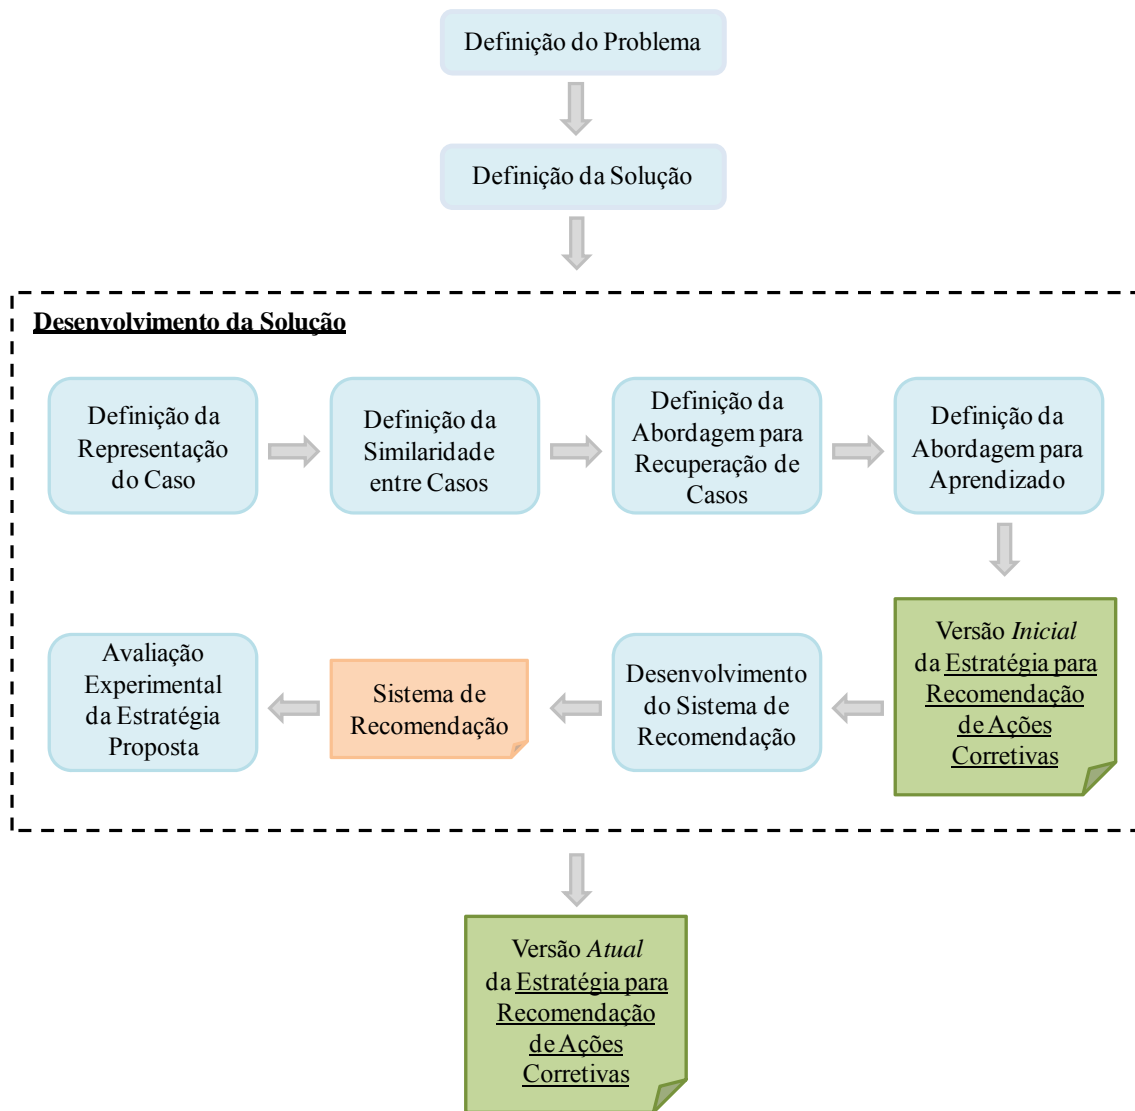 Definição do Problema
Definição da Solução
Desenvolvimento da Solução
Definição da
Representação
do Caso
Definição da
Similaridade
entre Casos
Definição da
Abordagem para
Recuperação de
Casos
Definição da
Abordagem para
Aprendizado
Versão Inicial
da Estratégia para
Recomendação
de Ações
Corretivas
Desenvolvimento
do Sistema de
Recomendação
Sistema de
Recomendação
Avaliação
Experimental
da Estratégia
Proposta
Versão Atual
da Estratégia para
Recomendação
de Ações
Corretivas